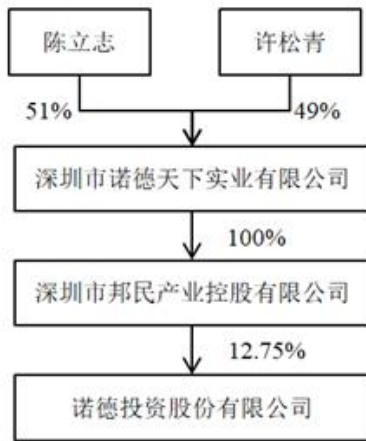 陈立志 许松青
51% 49%
深圳市诺德天下实业有限公司
100%
深圳市邦民产业控股有限公司
12.75%
诺德投资股份有限公司